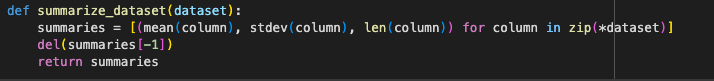 def summarize_dataset(dataset):
    summaries = [(mean(column), stdev(column), len(column)) for column in zip(*dataset)]
    del(summaries[-1])
    return summaries